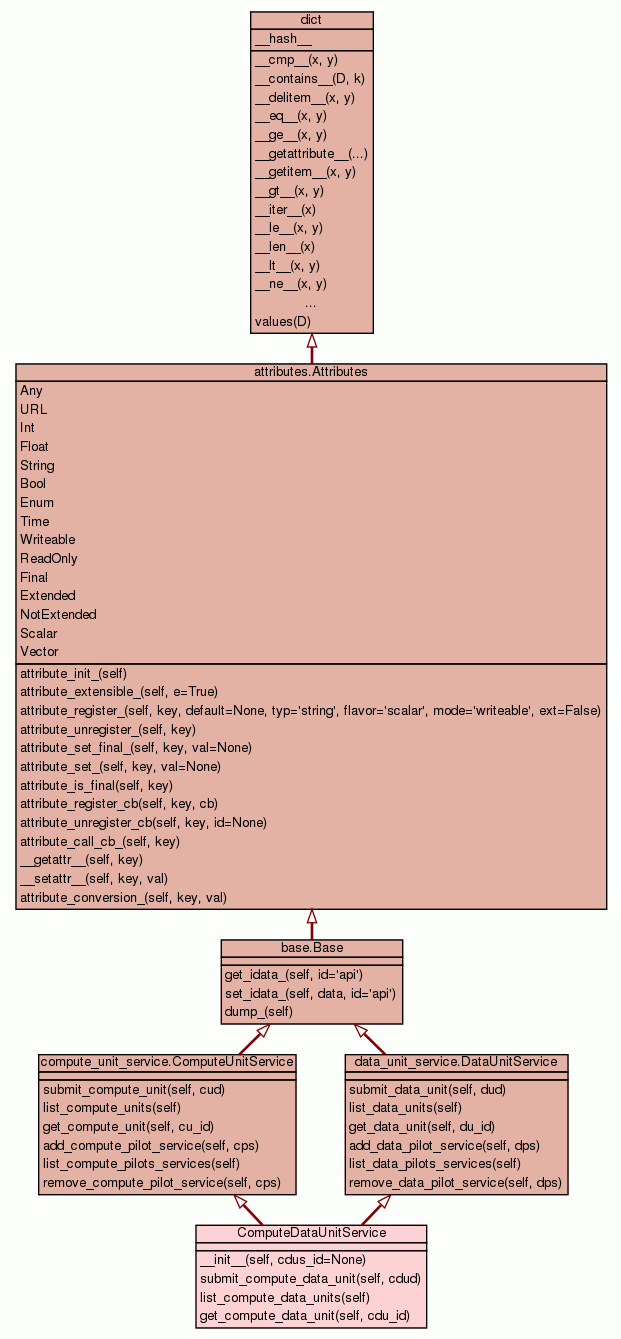 dict
__hash__
__cmp__(x, y)
__contains__(D, k)
__delitem__(x, y)
__eq__(x, y)
__ge__(x, y)
__getattribute__(...)
__getitem__(x, y)
__gt__(x, y)
__iter__(x)
__le__(x, y)
__len__(x)
__lt__(x, y)
__ne__(x, y)
...
values(D)
attributes.Attributes
Any
URL
Int
Float
String
Bool
Enum
Time
Writeable
ReadOnly
Final
Extended
NotExtended
Scalar
Vector
attribute_init_(self)
attribute_extensible_(self, e=True)
attribute_register_(self, key, default=None, typ='string', flavor='scalar', mode='writeable', ext=False)
attribute_unregister_(self, key)
attribute_set_final_(self, key, val=None)
attribute_set_(self, key, val=None)
attribute_is_final(self, key)
attribute_register_cb(self, key, cb)
attribute_unregister_cb(self, key, id=None)
attribute_call_cb_(self, key)
__getattr__(self, key)
__setattr__(self, key, val)
attribute_conversion_(self, key, val)
base.Base
get_idata_(self, id='api')
set_idata_(self, data, id='api')
dump_(self)
compute_unit_service.ComputeUnitService
submit_compute_unit(self, cud)
list_compute_units(self)
get_compute_unit(self, cu_id)
add_compute_pilot_service(self, cps)
list_compute_pilots_services(self)
remove_compute_pilot_service(self, cps)
data_unit_service.DataUnitService
submit_data_unit(self, dud)
list_data_units(self)
get_data_unit(self, du_id)
add_data_pilot_service(self, dps)
list_data_pilots_services(self)
remove_data_pilot_service(self, dps)
ComputeDataUnitService
__init__(self, cdus_id=None)
submit_compute_data_unit(self, cdud)
list_compute_data_units(self)
get_compute_data_unit(self, cdu_id)